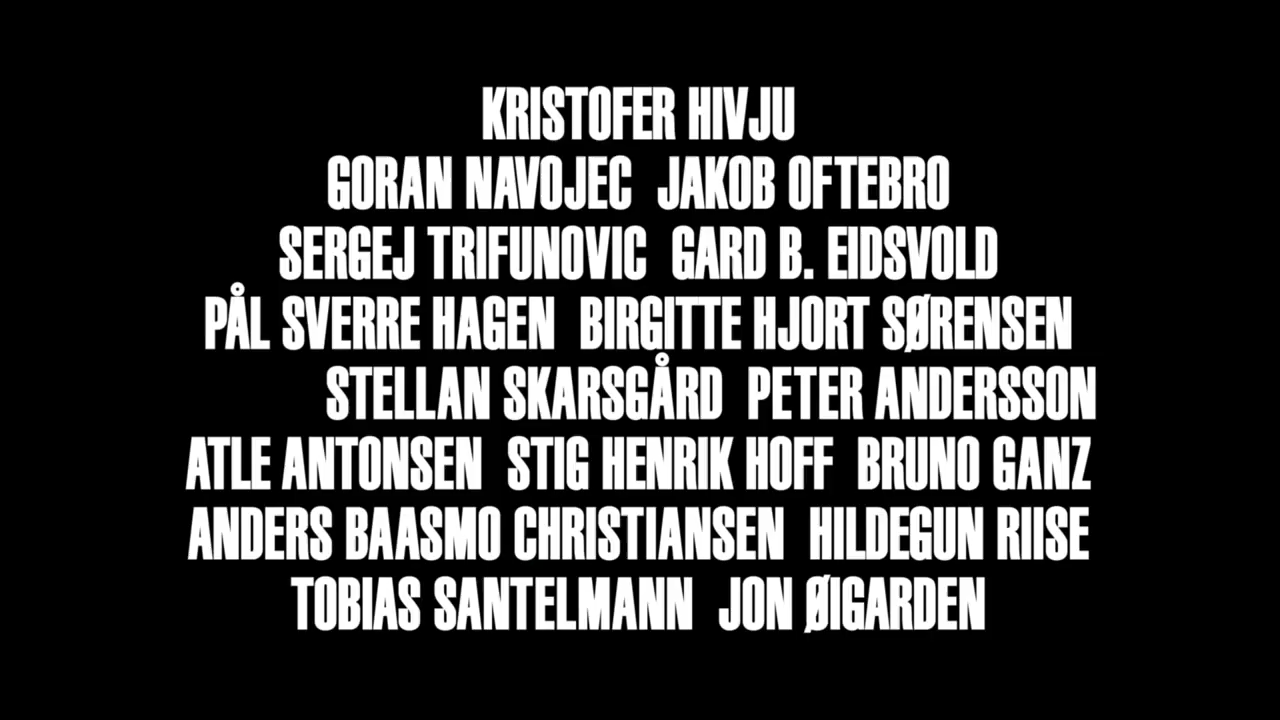 KRISTOFER HIVJU
GORAN NAVOJEC JAKOB OFTEBRO
SERGEJ TRIFUNOVIC GARD B. EIDSVOLD
PÅL SVERRE HAGEN BIRGITTE HJORT SØRENSEN
STELLAN SKARSGÅRD PETER ANDERSSON
ATLE ANTONSEN STIG HENRIK HOFF BRUNO GANZ
ANDERS BAASMO CHRISTIANSEN HILDEGUN RIISE
TOBIAS SANTELMANN JON ØIGARDEN